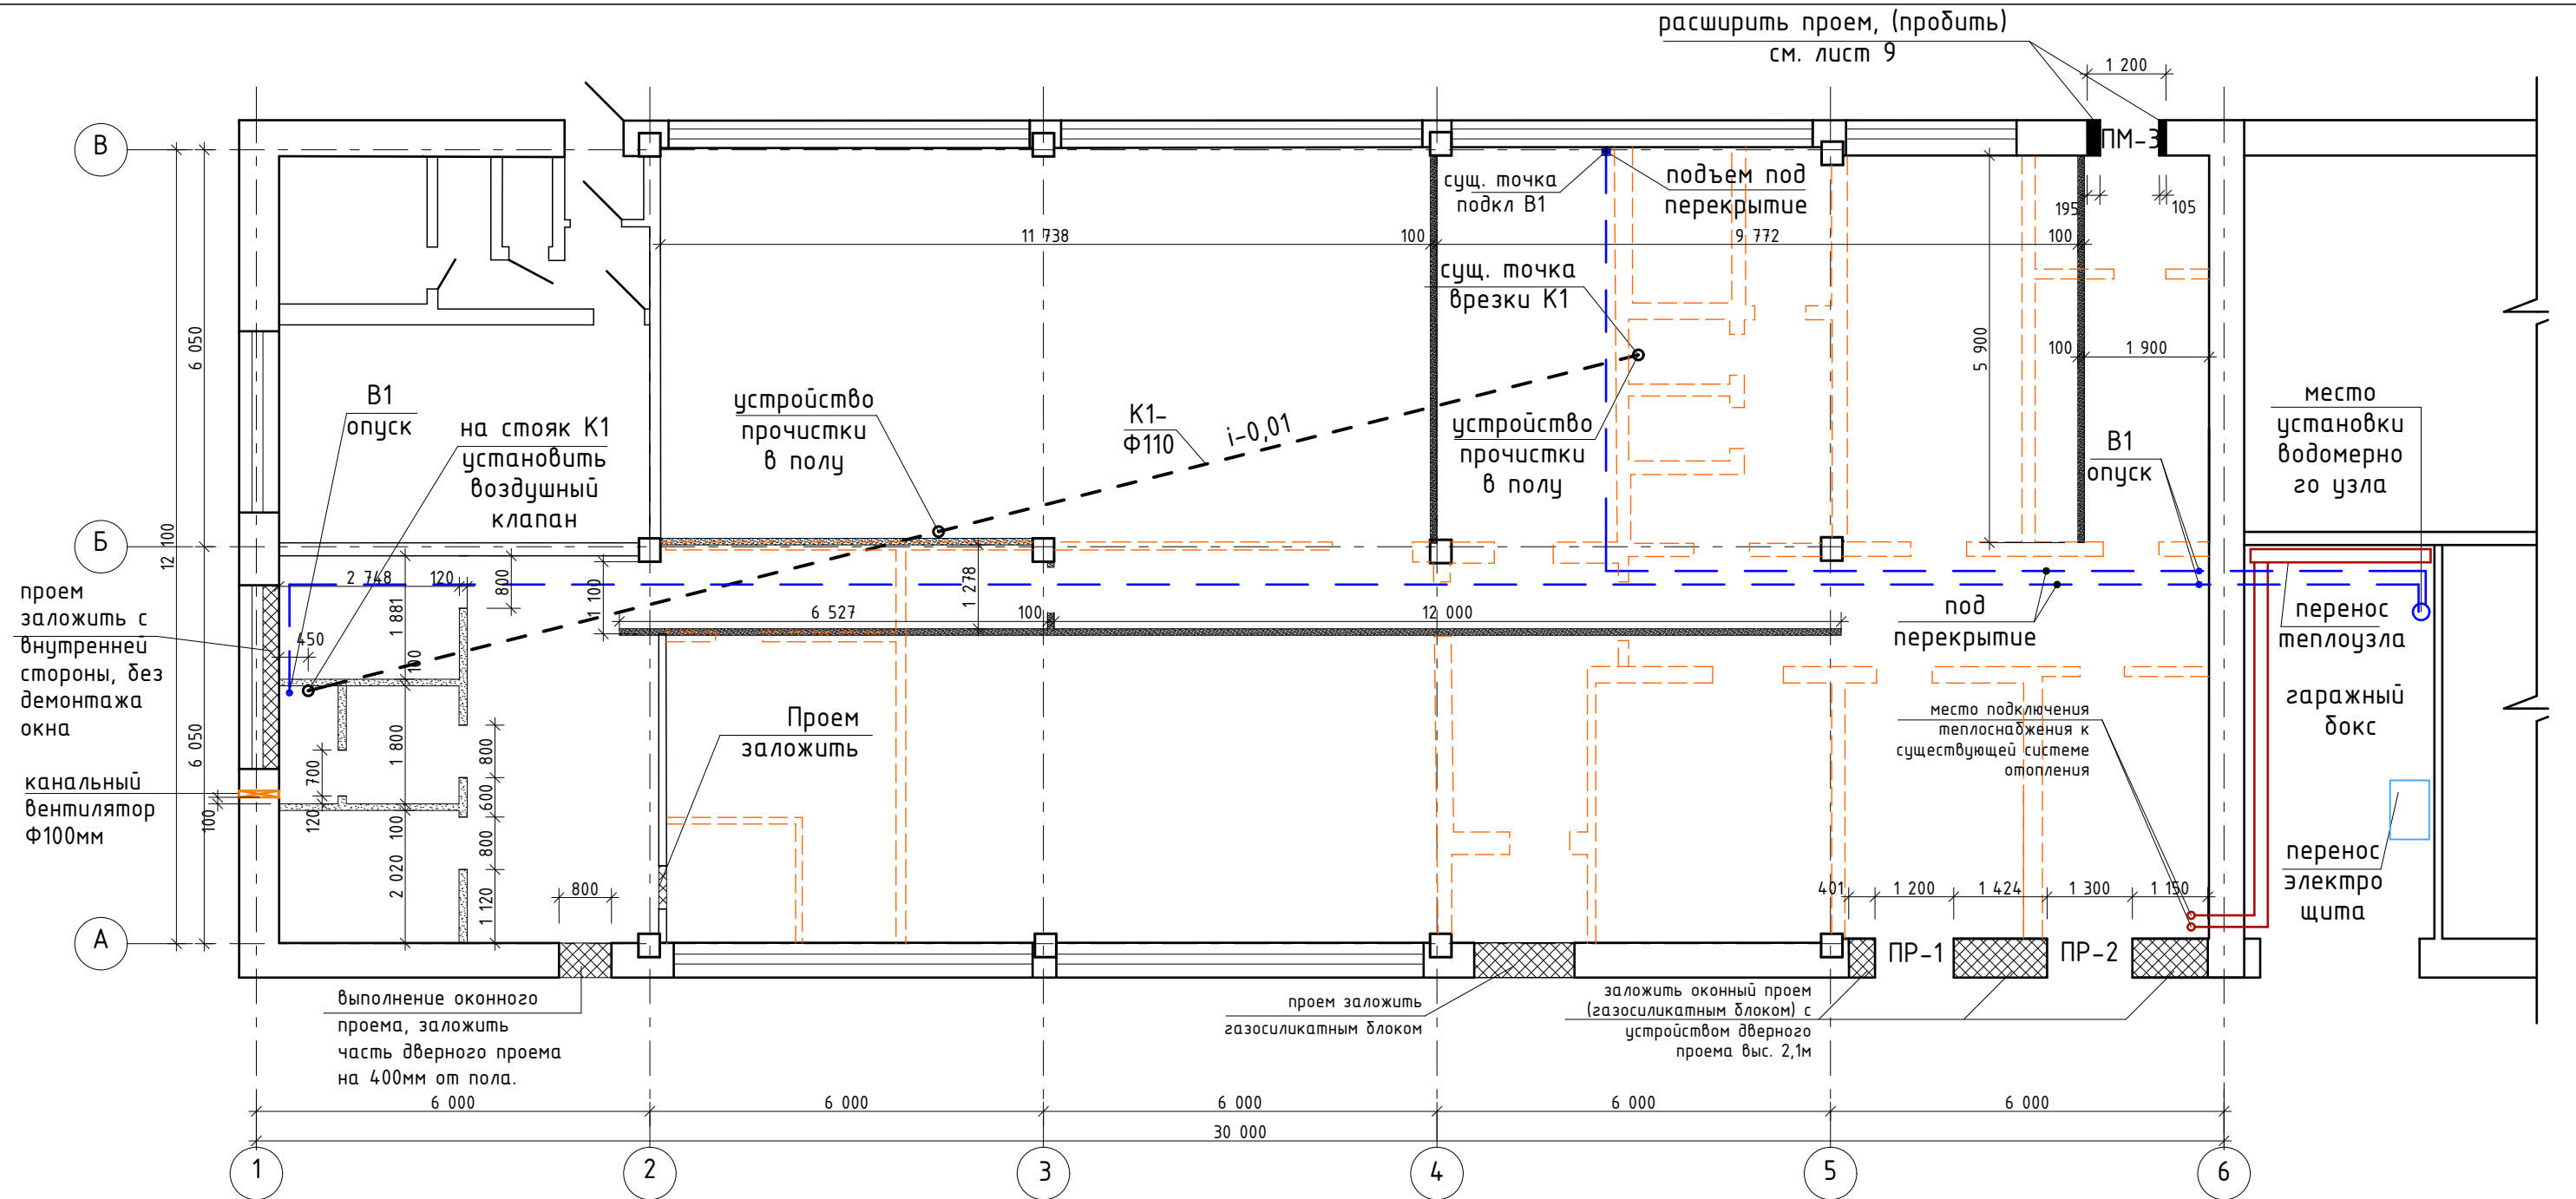 расширить проем, (пробить)
см. лист 9
1 200
В
ПМ-3
сущ. точка
подкл В1
подъем под
перекрытие
195
105
11 738
100
9 772
100
сущ. точка
врезки К1
6 050
12 100
5 900
100
1 900
В1
опуск
на стояк К1
установить
воздушный
клапан
устройство
прочистки
в полу
К1-
Ф110
i-0,01
устройство
прочистки
в полу
В1
опуск
место
установки
водомерно
го узла
Б
2 748
120
800
1 881
1 100
1 278
проем
заложить с
внутренней
стороны, без
демонтажа
окна
450
100
6 527
100
12 000
под
перекрытие
перенос
теплоузла
гаражный
бокс
Проем
заложить
место подключения
теплоснабжения к
существующей системе
отопления
6 050
1 800
700
800
канальный
вентилятор
Ф100мм
100
120
100
600
800
2 020
1 120
800
перенос
электро
щита
401
1 200
1 424
1 300
1 150
А
ПР-1
ПР-2
выполнение оконного
проема, заложить
часть дверного проема
на 400мм от пола.
проем заложить
газосиликатным блоком
заложить оконный проем
(газосиликатным блоком) с
устройством дверного
проема выс. 2,1м
6 000
6 000
6 000
6 000
6 000
30 000
1
2
3
4
5
6